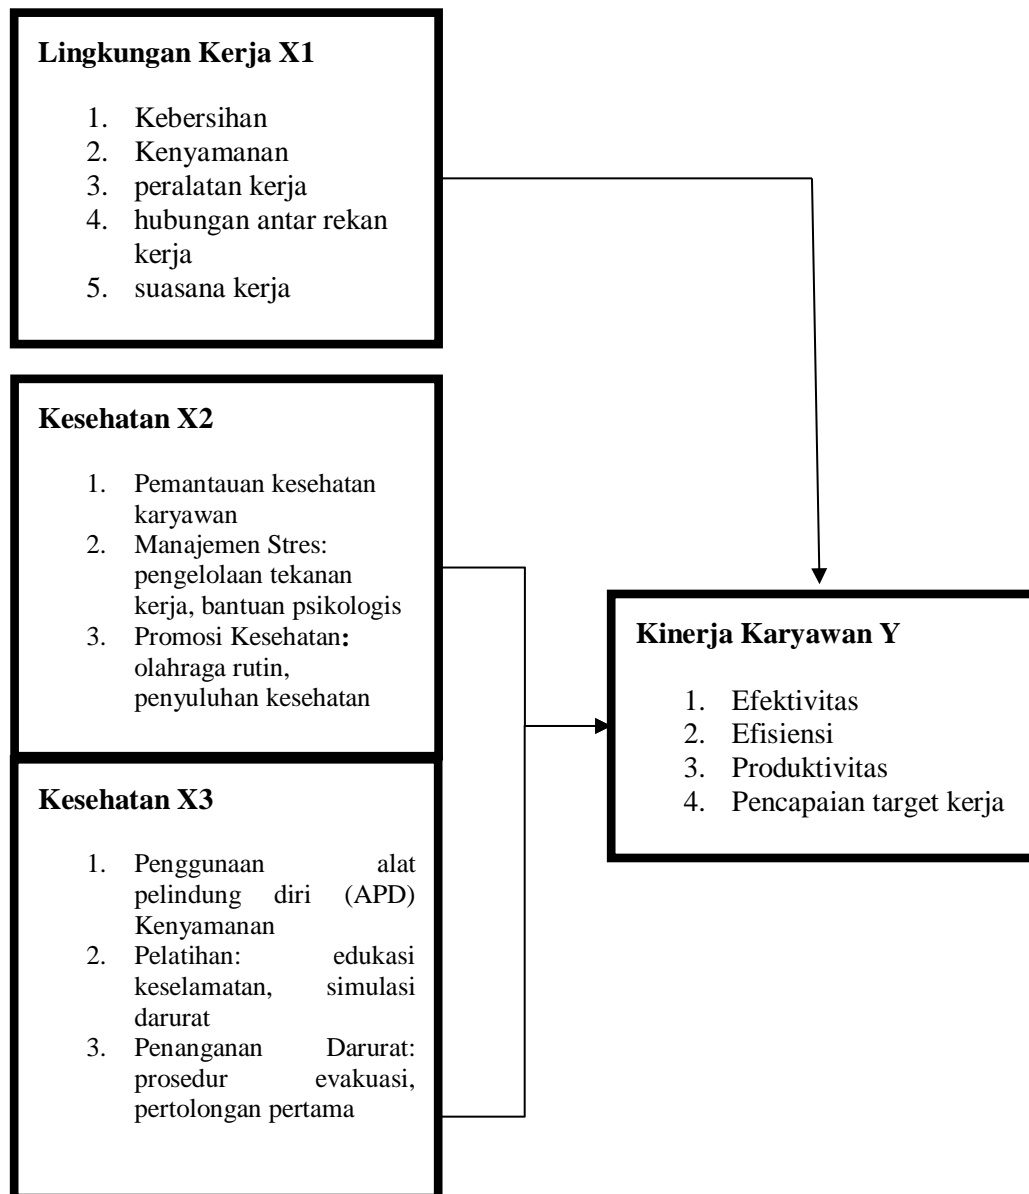 Lingkungan Kerja X1
1. Kebersihan
2. Kenyamanan
3. peralatan kerja
4. hubungan antar rekan
kerja
5. suasana kerja
Kesehatan X2
1. Pemantauan kesehatan
karyawan
2. Manajemen Stres:
pengelolaan tekanan
kerja, bantuan psikologis
3. Promosi Kesehatan:
olahraga rutin,
penyuluhan kesehatan
Kesehatan X3
1. Penggunaan alat
pelindung diri (APD)
Kenyamanan
2. Pelatihan: edukasi
keselamatan, simulasi
darurat
3. Penanganan Darurat:
prosedur evakuasi,
pertolongan pertama
Kinerja Karyawan Y
1. Efektivitas
2. Efisiensi
3. Produktivitas
4. Pencapaian target kerja